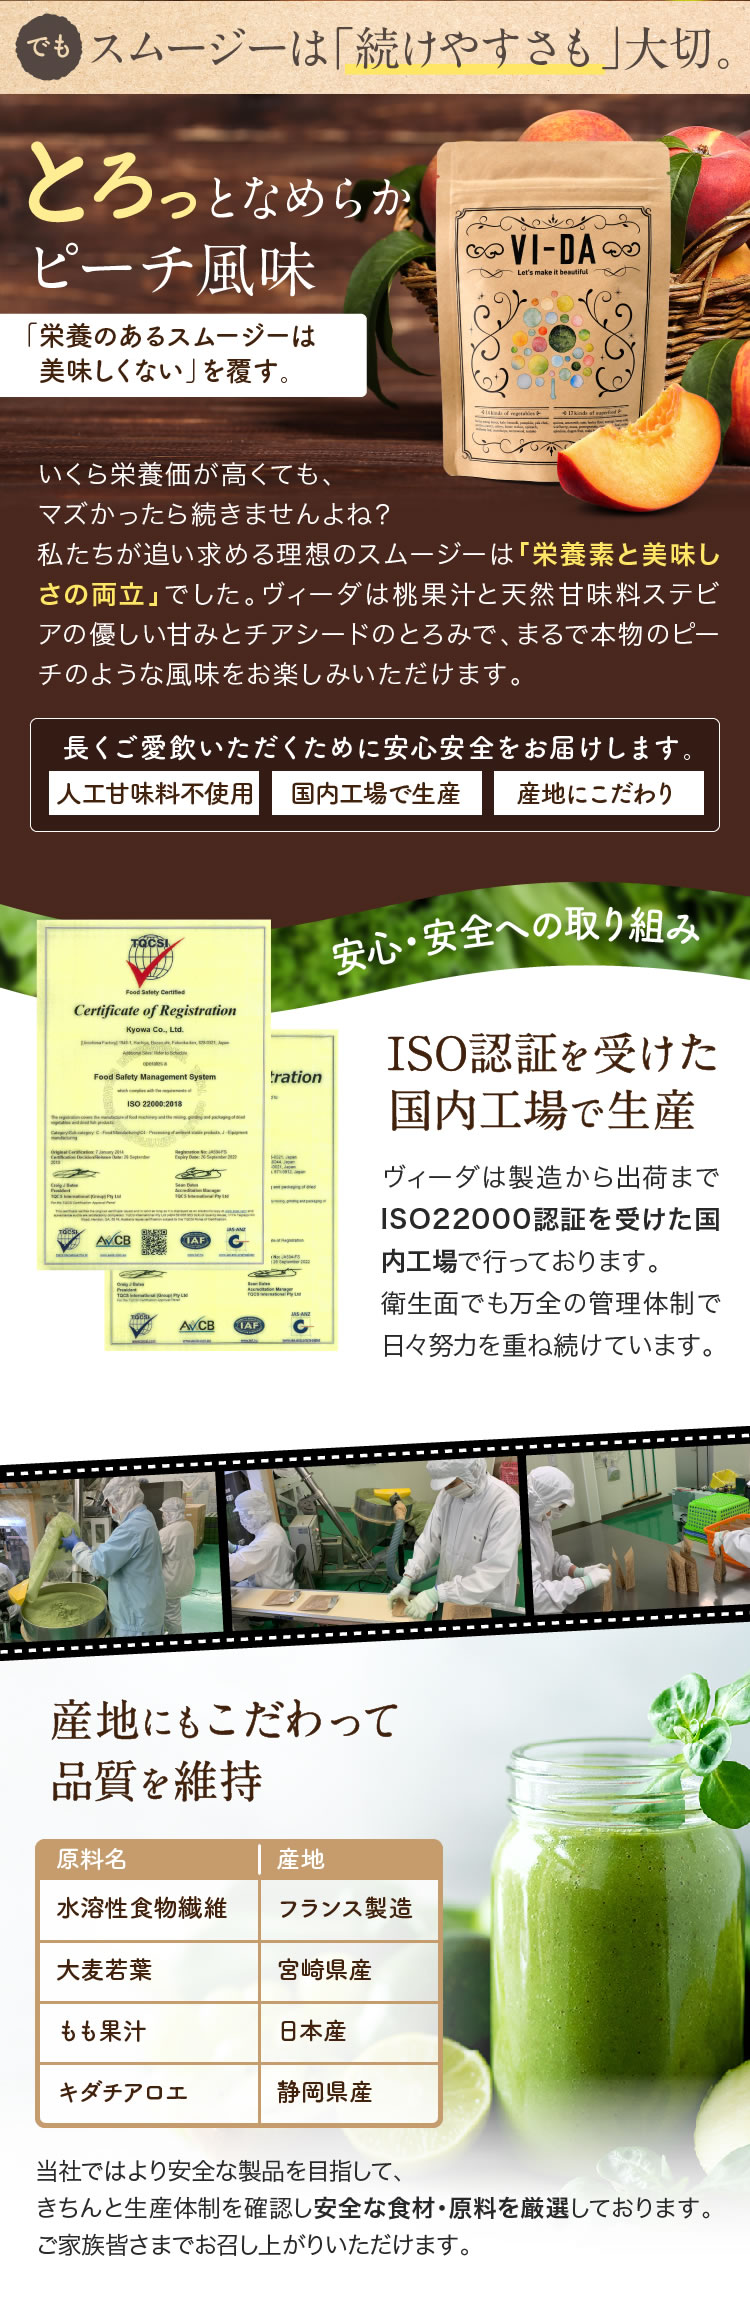 でも スムージーは「続けやすさも」大切。
とろっとなめらか
ピーチ風味
「栄養のあるスムージーは
美味しくない」を覆す。
VI-DA
Let's make it beautiful
いくら栄養価が高くても、
マズかったら続きませんよね?
私たちが追い求める理想のスムージーは「栄養素と美味し
さの両立」でした。ヴィーダは桃果汁と天然甘味料ステビ
アの優しい甘みとチアシードのとろみで、まるで本物のピー
チのような風味をお楽しみいただけます。
長くご愛飲いただくために安心安全をお届けします。
人工甘味料不使用 国内工場で生産 産地にこだわり
安心・安全への取り組み
TQCSI
Food Safety Certified
Certificate of Registration
Kyowa Co., Ltd.
operates a
Food Safety Management System
which complies with the requirements of
ISO 22000:2018
tration
ISO認証を受けた
国内工場で生産
ヴィーダは製造から出荷まで
ISO22000認証を受けた国
内工場で行っております。
衛生面でも万全の管理体制で
日々努力を重ね続けています。
産地にもこだわって
品質を維持
原料名 産地
水溶性食物繊維 フランス製造
大麦若葉 宮崎県産
もも果汁 日本産
キダチアロエ 静岡県産
当社ではより安全な製品を目指して、
きちんと生産体制を確認し安全な食材・原料を厳選しております。
ご家族皆さまでお召し上がりいただけます。